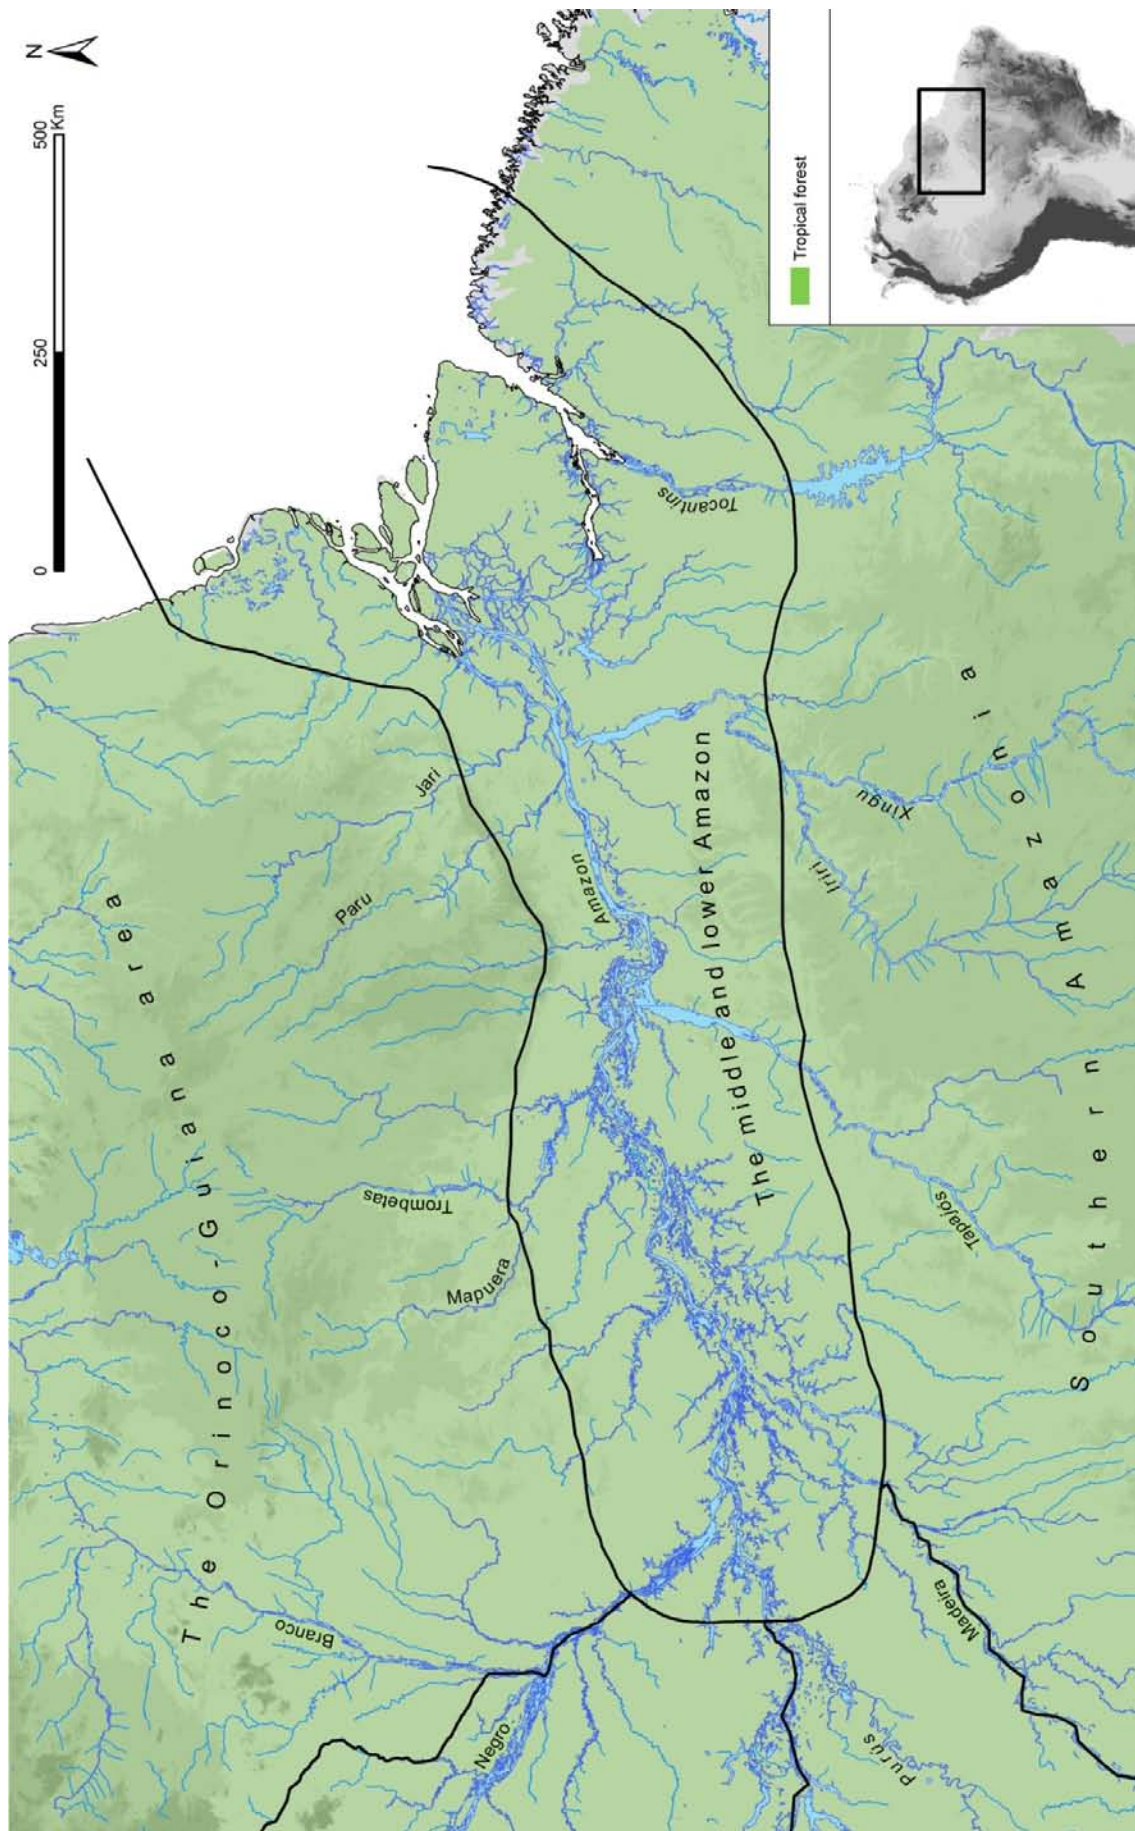 N
0 250 500
Km
The Orinoco-Guiana area
Branco
Negro
Mapuera
Trombetas
Paru
Jari
Amazon
The middle and lower Amazon
Tocantins
Xingu
Iriri
Tapajos
Madeira
Purús
Southern Amazonia
Tropical forest